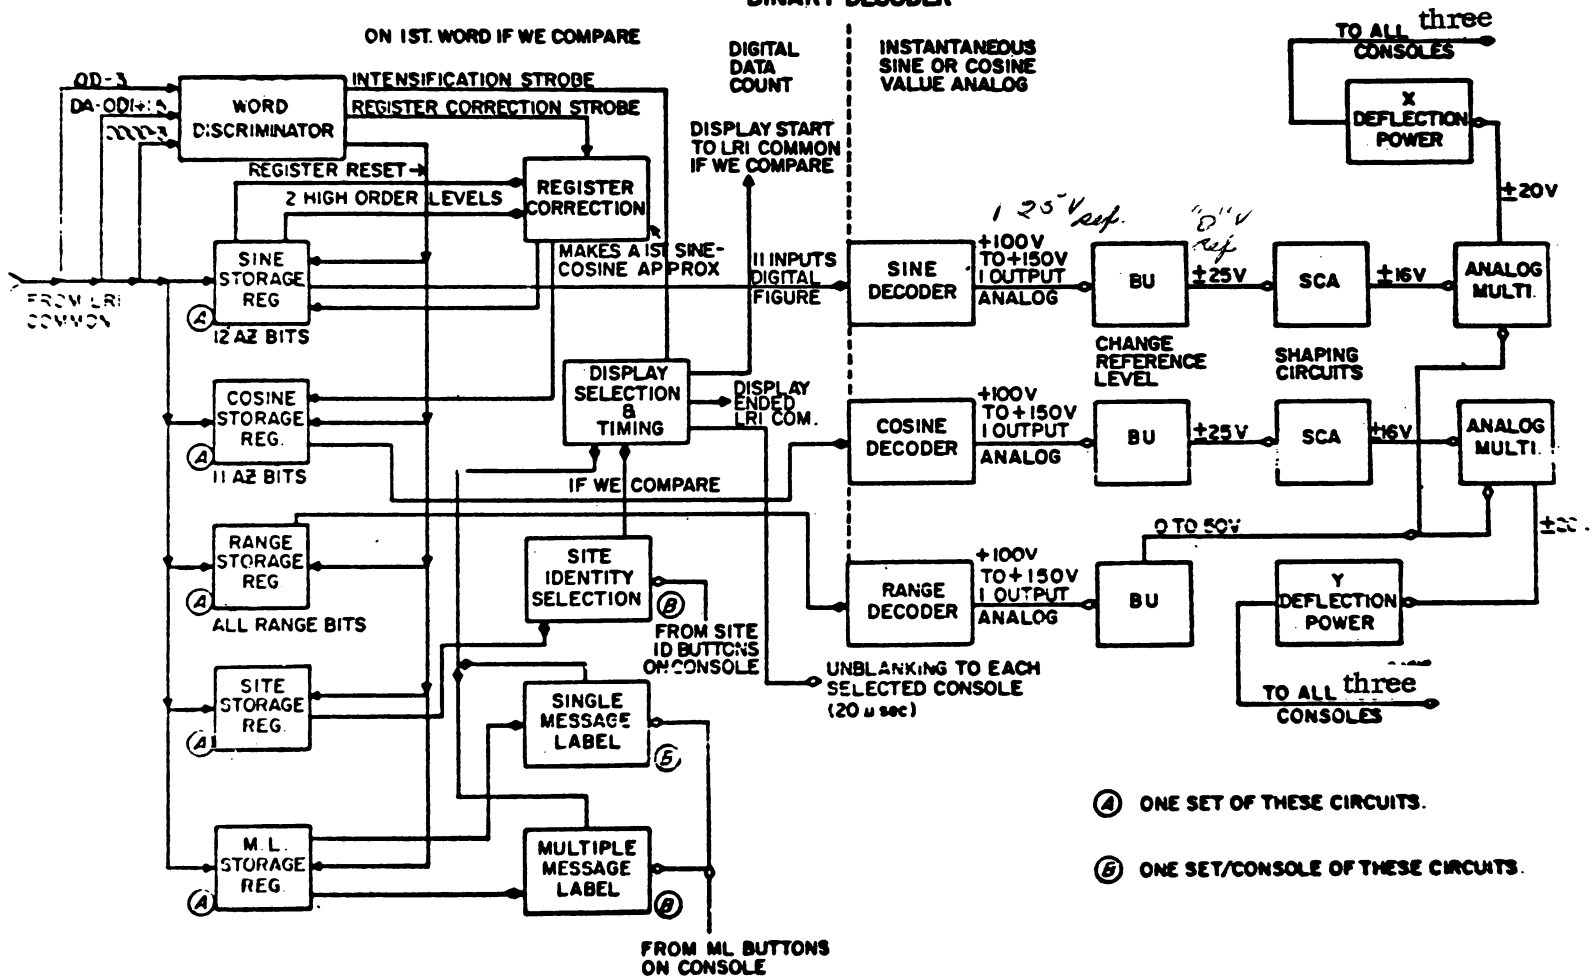 BINARY DECODER
ON 1ST. WORD IF WE COMPARE
DIGITAL
DATA
COUNT
INSTANTANEOUS
SINE OR COSINE
VALUE ANALOG
TO ALL three
CONSOLES
WORD
DISCRIMINATOR
INTENSIFICATION STROBE
REGISTER CORRECTION STROBE
REGISTER RESET
2 HIGH ORDER LEVELS
REGISTER
CORRECTION
MAKES A 1ST SINE-
COSINE APPROX
DISPLAY START
TO LRI COMMON
IF WE COMPARE
X
DEFLECTION
POWER
±20V
FROM LRI
COMMON
SINE
STORAGE
REG
A
12 AZ BITS
11 INPUTS
DIGITAL
FIGURE
SINE
DECODER
+100V
TO +150V
1 OUTPUT
ANALOG
125V ref.
"0" V
Ref
BU
±25V
SCA
±16V
ANALOG
MULTI.
CHANGE
REFERENCE
LEVEL
SHAPING
CIRCUITS
COSINE
STORAGE
REG.
A
11 AZ BITS
DISPLAY
SELECTION
&
TIMING
DISPLAY
ENDED
LRI COM.
IF WE COMPARE
COSINE
DECODER
+100V
TO +150V
1 OUTPUT
ANALOG
BU
±25V
SCA
±16V
ANALOG
MULTI.
RANGE
STORAGE
REG.
A
ALL RANGE BITS
SITE
IDENTITY
SELECTION
B
FROM SITE
ID BUTTONS
ON CONSOLE
RANGE
DECODER
+100V
TO +150V
1 OUTPUT
ANALOG
BU
0 TO 50V
Y
DEFLECTION
POWER
TO ALL three
CONSOLES
UNBLANKING TO EACH
SELECTED CONSOLE
(20 μ sec)
SITE
STORAGE
REG.
A
SINGLE
MESSAGE
LABEL
B
M.L.
STORAGE
REG.
A
MULTIPLE
MESSAGE
LABEL
B
FROM ML BUTTONS
ON CONSOLE
A ONE SET OF THESE CIRCUITS.
B ONE SET/CONSOLE OF THESE CIRCUITS.